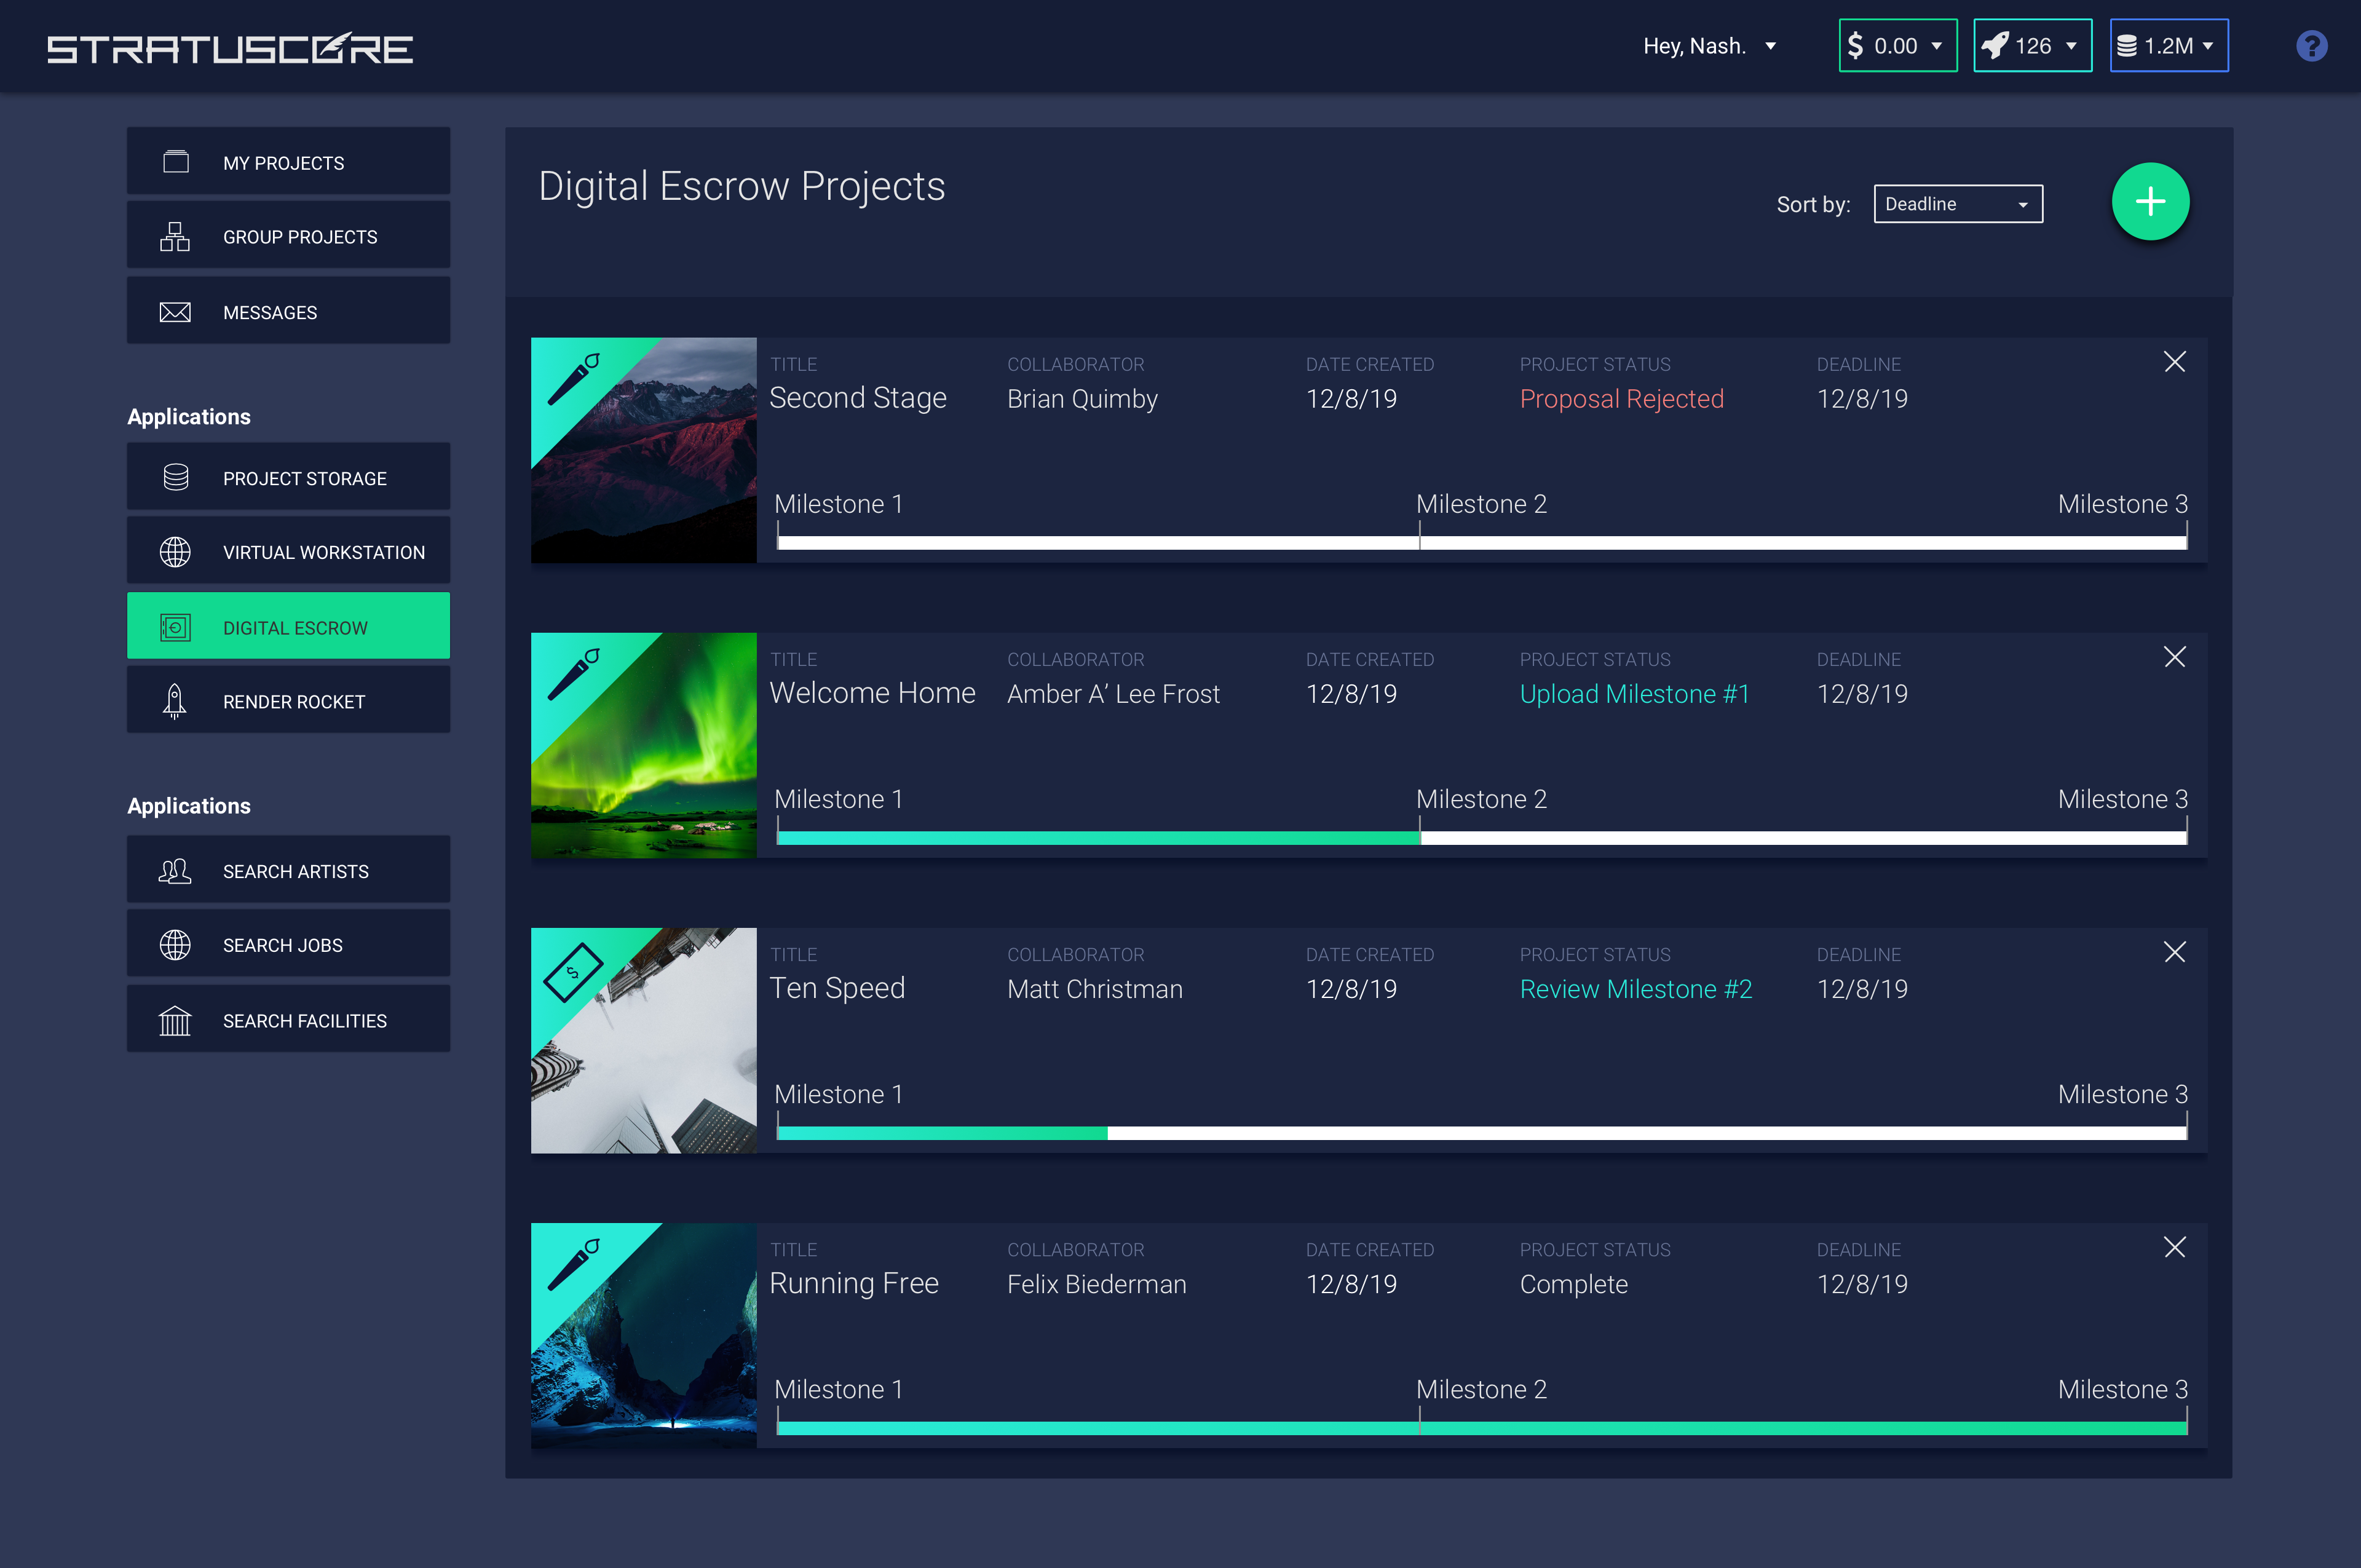 STRATUSCORE
Hey, Nash.
$ 0.00
126
1.2M
?
MY PROJECTS
GROUP PROJECTS
MESSAGES
Applications
PROJECT STORAGE
VIRTUAL WORKSTATION
DIGITAL ESCROW
RENDER ROCKET
Applications
SEARCH ARTISTS
SEARCH JOBS
SEARCH FACILITIES
Digital Escrow Projects
Sort by: Deadline
TITLE COLLABORATOR DATE CREATED PROJECT STATUS DEADLINE
Second Stage Brian Quimby 12/8/19 Proposal Rejected 12/8/19
Milestone 1 Milestone 2 Milestone 3
TITLE COLLABORATOR DATE CREATED PROJECT STATUS DEADLINE
Welcome Home Amber A’ Lee Frost 12/8/19 Upload Milestone #1 12/8/19
Milestone 1 Milestone 2 Milestone 3
$
TITLE COLLABORATOR DATE CREATED PROJECT STATUS DEADLINE
Ten Speed Matt Christman 12/8/19 Review Milestone #2 12/8/19
Milestone 1 Milestone 3
TITLE COLLABORATOR DATE CREATED PROJECT STATUS DEADLINE
Running Free Felix Biederman 12/8/19 Complete 12/8/19
Milestone 1 Milestone 2 Milestone 3